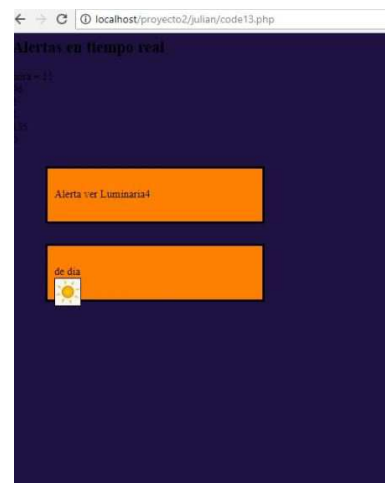 localhost/proyecto2/julian/code13.php
Alertas en tiempo real
Alerta ver Luminaria4
de dia